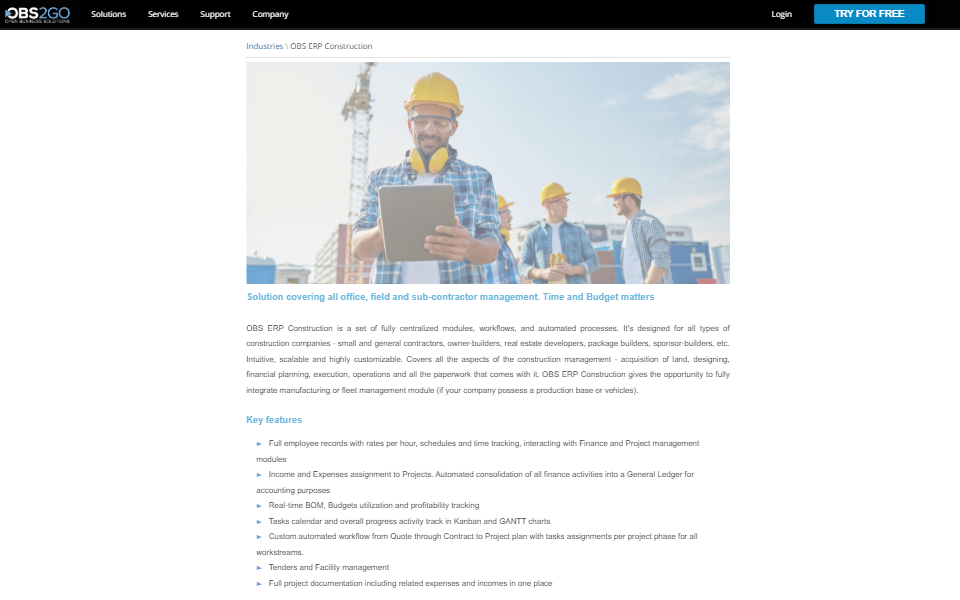 OBS2GO
OPEN BUSINESS SOLUTIONS
Solutions Services Support Company Login TRY FOR FREE
Industries \ OBS ERP Construction
Solution covering all office, field and sub-contractor management. Time and Budget matters
OBS ERP Construction is a set of fully centralized modules, workflows, and automated processes. It's designed for all types of
construction companies - small and general contractors, owner-builders, real estate developers, package builders, sponsor-builders, etc.
Intuitive, scalable and highly customizable. Covers all the aspects of the construction management - acquisition of land, designing,
financial planning, execution, operations and all the paperwork that comes with it. OBS ERP Construction gives the opportunity to fully
integrate manufacturing or fleet management module (if your company possess a production base or vehicles).
Key features
Full employee records with rates per hour, schedules and time tracking, interacting with Finance and Project management
modules
Income and Expenses assignment to Projects. Automated consolidation of all finance activities into a General Ledger for
accounting purposes
Real-time BOM, Budgets utilization and profitability tracking
Tasks calendar and overall progress activity track in Kanban and GANTT charts
Custom automated workflow from Quote through Contract to Project plan with tasks assignments per project phase for all
workstreams.
Tenders and Facility management
Full project documentation including related expenses and incomes in one place